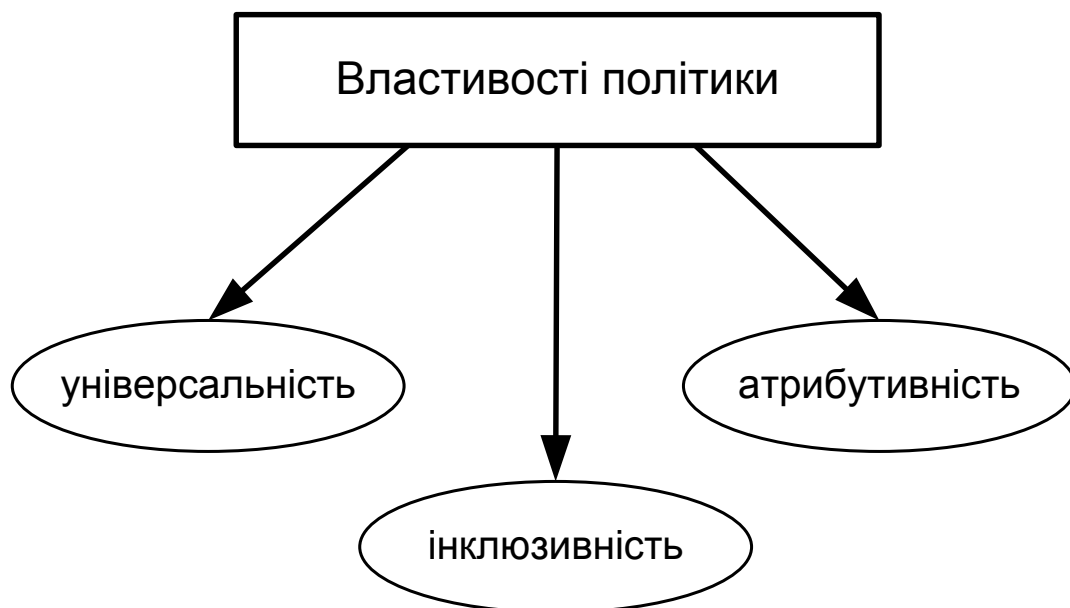 Властивості політики
універсальність
атрибутивність
інклюзивність